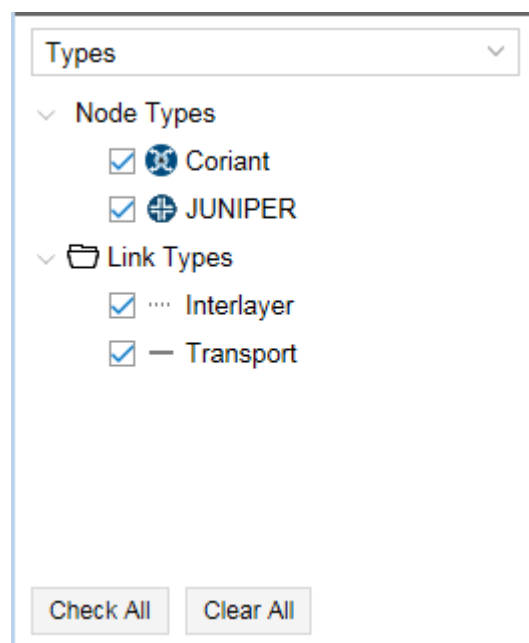 Types
Node Types
Coriant
JUNIPER
Link Types
Interlayer
Transport
Check All
Clear All